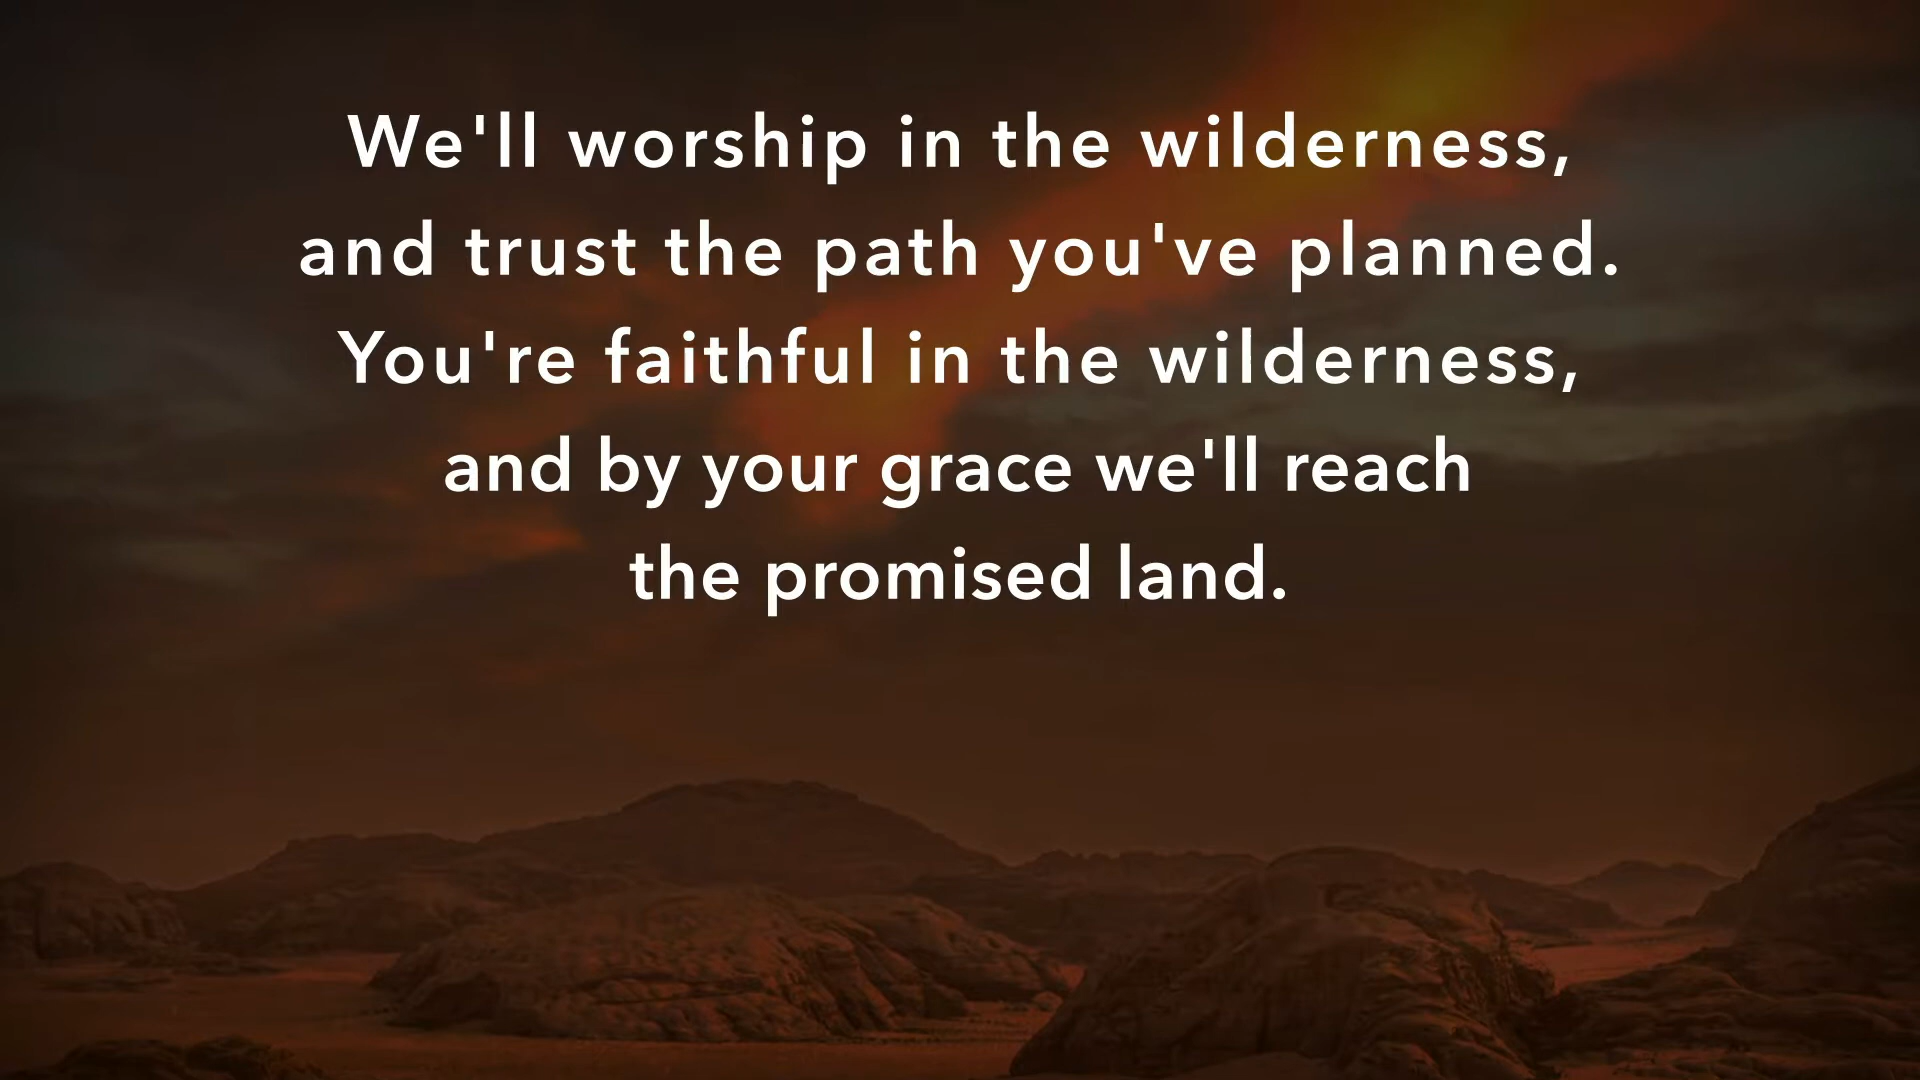 We'll worship in the wilderness,
and trust the path you've planned.
You're faithful in the wilderness,
and by your grace we'll reach
the promised land.